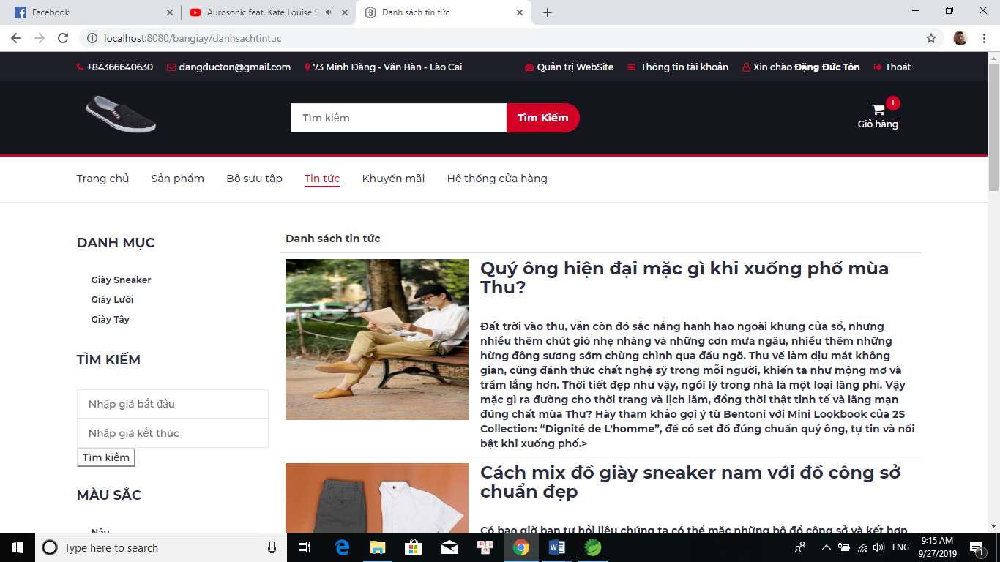 Facebook
Aurosonic feat. Kate Louise S
Danh sách tin tức
localhost:8080/bangiay/danhsachtintuc
+84366640630 dangducton@gmail.com 73 Minh Đăng - Văn Bàn - Lào Cai Quản trị WebSite Thông tin tài khoản Xin chào Đặng Đức Tôn Thoát
Tìm kiếm
Tìm Kiếm
1
Giỏ hàng
Trang chủ Sản phẩm Bộ sưu tập Tin tức Khuyến mãi Hệ thống cửa hàng
DANH MỤC
Giày Sneaker
Giày Lười
Giày Tây
TÌM KIẾM
Nhập giá bắt đầu
Nhập giá kết thúc
Tìm kiếm
MÀU SẮC
Nâu
Danh sách tin tức
Quý ông hiện đại mặc gì khi xuống phố mùa
Thu?
Đất trời vào thu, vẫn còn đó sắc nắng hanh hao ngoài khung cửa sổ, nhưng
nhiều thêm chút gió nhẹ nhàng và những cơn mưa ngâu, nhiều thêm những
hừng đông sương sớm chùng chình qua đầu ngõ. Thu về làm dịu mát không
gian, cũng đánh thức chất nghệ sỹ trong mỗi người, khiến ta như mộng mơ và
trầm lắng hơn. Thời tiết đẹp như vậy, ngồi lỳ trong nhà là một loại lãng phí. Vậy
mặc gì ra đường cho thời trang và lịch lãm, đồng thời thật tinh tế và lãng mạn
đúng chất mùa Thu? Hãy tham khảo gợi ý từ Bentoni với Mini Lookbook của 2S
Collection: “Dignité de L'homme”, để có set đồ đúng chuẩn quý ông, tự tin và nổi
bật khi xuống phố.>
Cách mix đồ giày sneaker nam với đồ công sở
chuẩn đẹp
Có bao giờ bạn tự hỏi liệu chúng ta có thể mặc những bộ đồ công sở và kết hợp
Type here to search
ENG
9:15 AM
9/27/2019
1